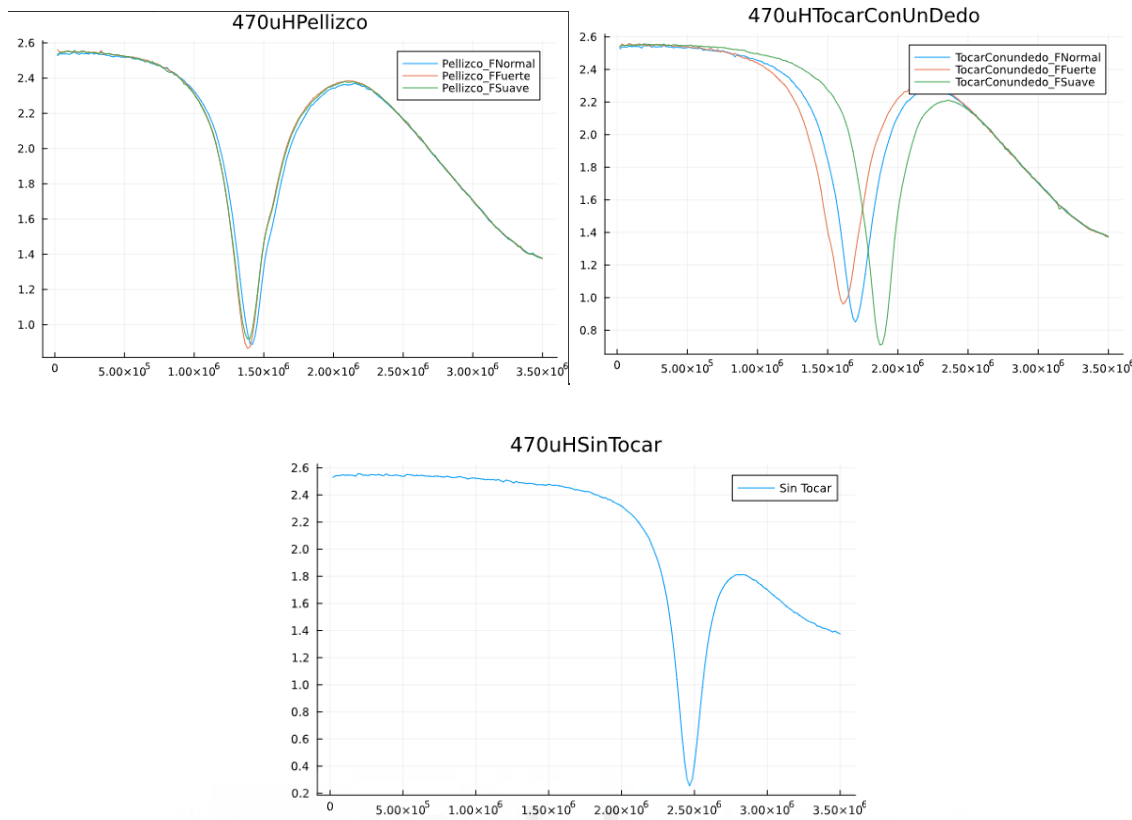 470uHPellizco
2.6
2.4
2.2
2.0
1.8
1.6
1.4
1.2
1.0
Pellizco_FNormal
Pellizco_FFuerte
Pellizco_FSuave
0 5.00×10⁵ 1.00×10⁶ 1.50×10⁶ 2.00×10⁶ 2.50×10⁶ 3.00×10⁶ 3.50×10⁶
470uHTocarConUnDedo
2.6
2.4
2.2
2.0
1.8
1.6
1.4
1.2
1.0
0.8
TocarConundedo_FNormal
TocarConundedo_FFuerte
TocarConundedo_FSuave
0 5.00×10⁵ 1.00×10⁶ 1.50×10⁶ 2.00×10⁶ 2.50×10⁶ 3.00×10⁶ 3.50×10⁶
470uHSinTocar
2.6
2.4
2.2
2.0
1.8
1.6
1.4
1.2
1.0
0.8
0.6
0.4
0.2
Sin Tocar
0 5.00×10⁵ 1.00×10⁶ 1.50×10⁶ 2.00×10⁶ 2.50×10⁶ 3.00×10⁶ 3.50×10⁶